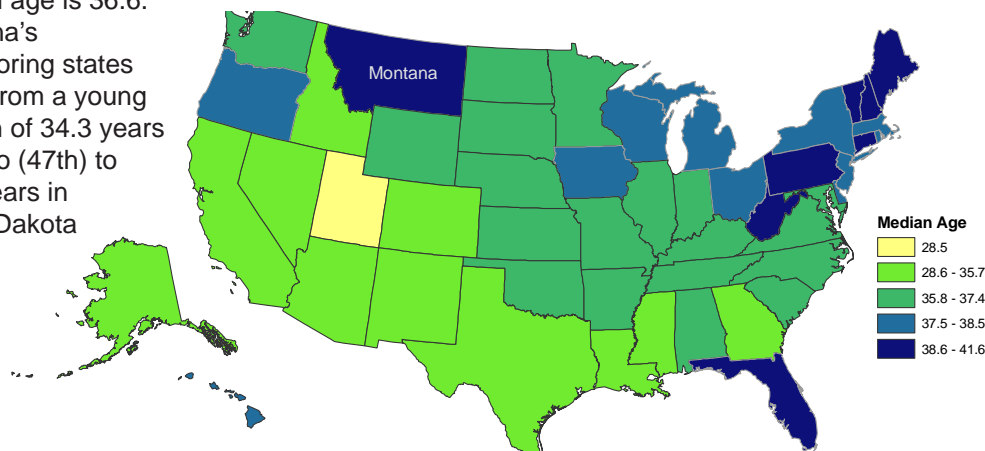 age is 36.6.
na's
oring states
from a young
of 34.3 years
o (47th) to
ears in
Dakota
Montana
Median Age
28.5
28.6 - 35.7
35.8 - 37.4
37.5 - 38.5
38.6 - 41.6